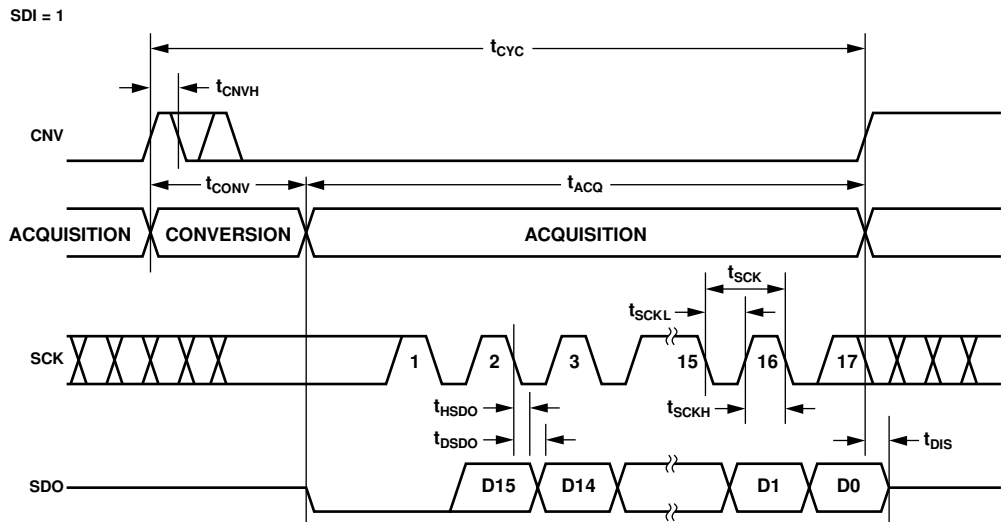 SDI = 1
tCYC
tCNVH
CNV
tCONV
tACQ
ACQUISITION CONVERSION ACQUISITION
tSCK
tSCKL
SCK 1 2 3 15 16 17
tHSDO
tSCKH
tDSDO
tDIS
SDO D15 D14 D1 D0